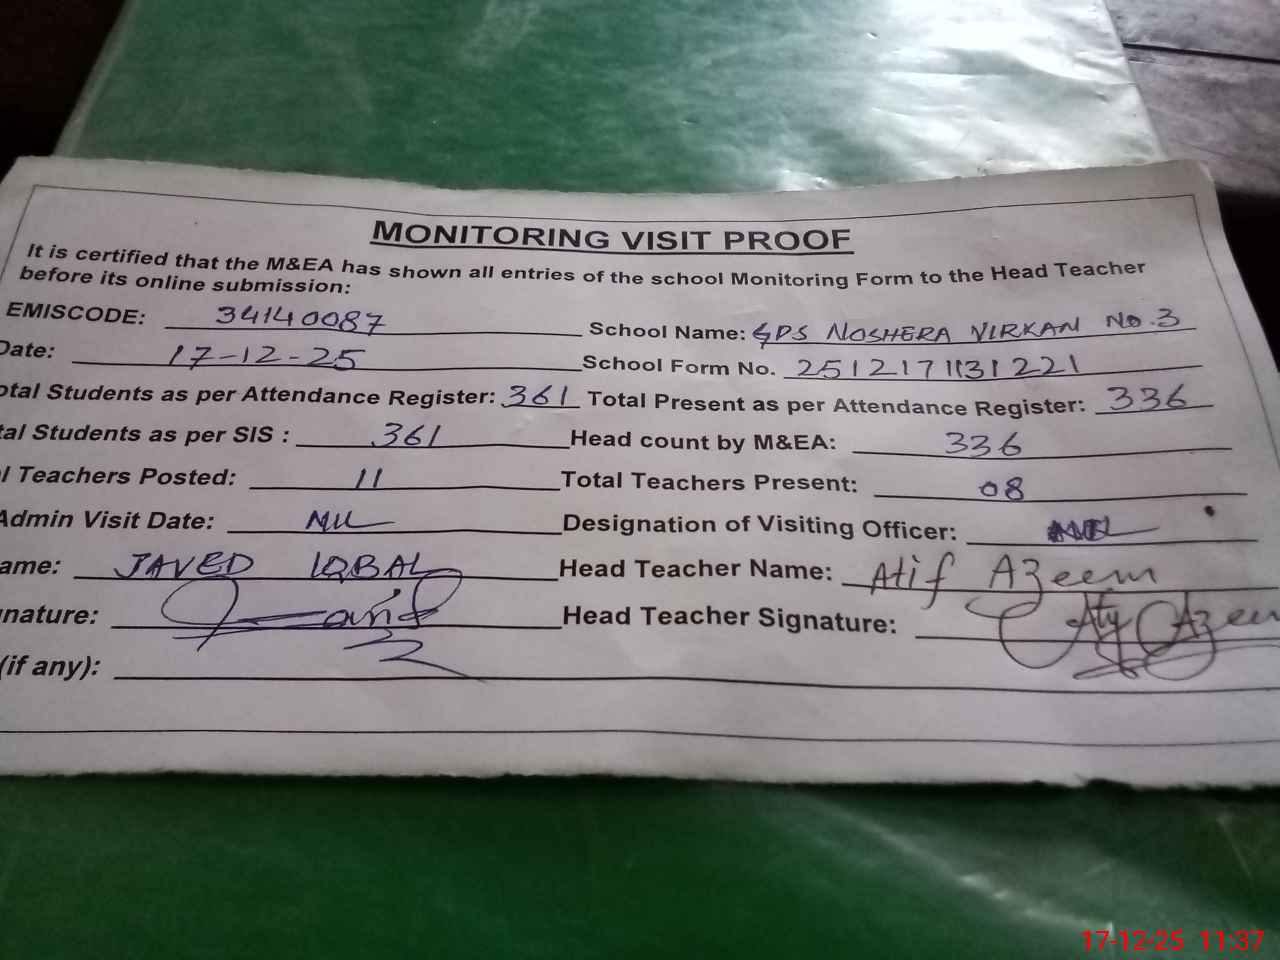 MONITORING VISIT PROOF
It is certified that the M&EA has shown all entries of the school Monitoring Form to the Head Teacher
before its online submission:
EMISCODE: 34140087 School Name: GPS NOSHERA VIRKAN NO.3
Date: 17-12-25 School Form No. 2512171131221
otal Students as per Attendance Register: 361 Total Present as per Attendance Register: 336
tal Students as per SIS : 361 Head count by M&EA: 336
l Teachers Posted: 11 Total Teachers Present: 08
Admin Visit Date: NIL Designation of Visiting Officer:
ame: JAVED IQBAL Head Teacher Name: Atif Azeem
nature: Javid Head Teacher Signature: Atif Azeem
(if any):
17-12-25 11:37